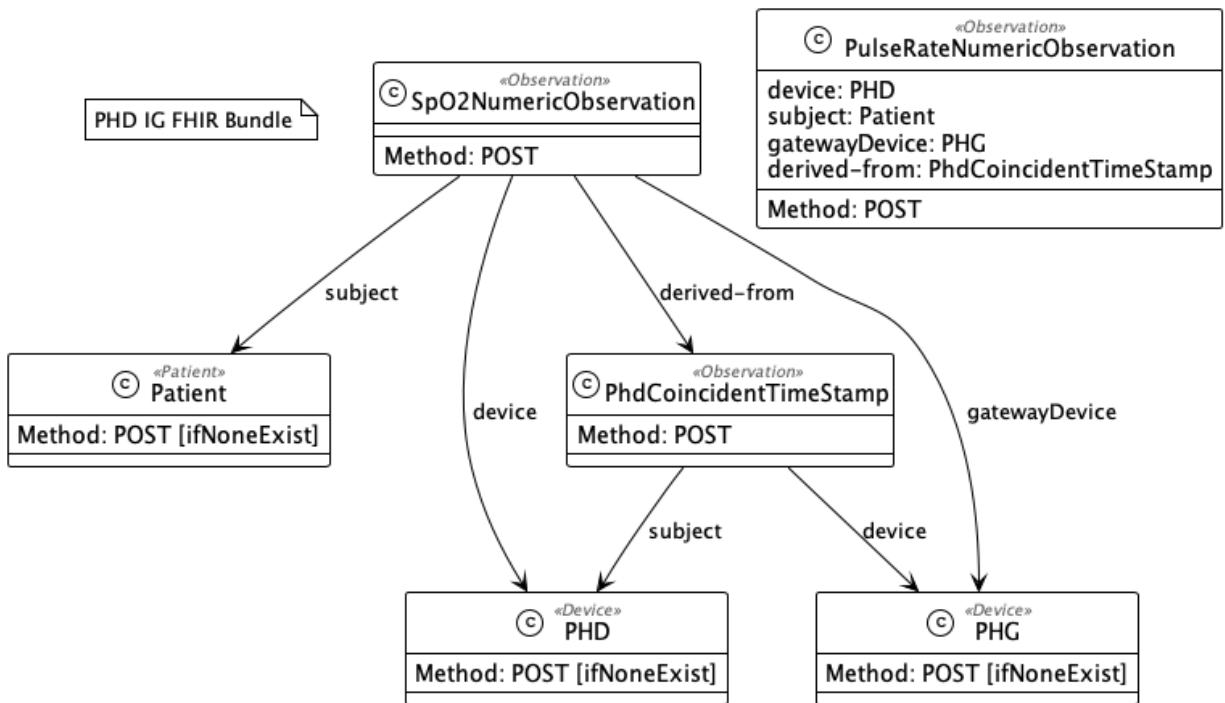 «Observation»
C PulseRateNumericObservation
device: PHD
subject: Patient
gatewayDevice: PHG
derived-from: PhdCoincidentTimeStamp
Method: POST
«Observation»
C SpO2NumericObservation
Method: POST
PHD IG FHIR Bundle
subject
derived-from
«Patient»
C Patient
Method: POST [ifNoneExist]
device
«Observation»
C PhdCoincidentTimeStamp
Method: POST
gatewayDevice
subject
device
«Device»
C PHD
Method: POST [ifNoneExist]
«Device»
C PHG
Method: POST [ifNoneExist]